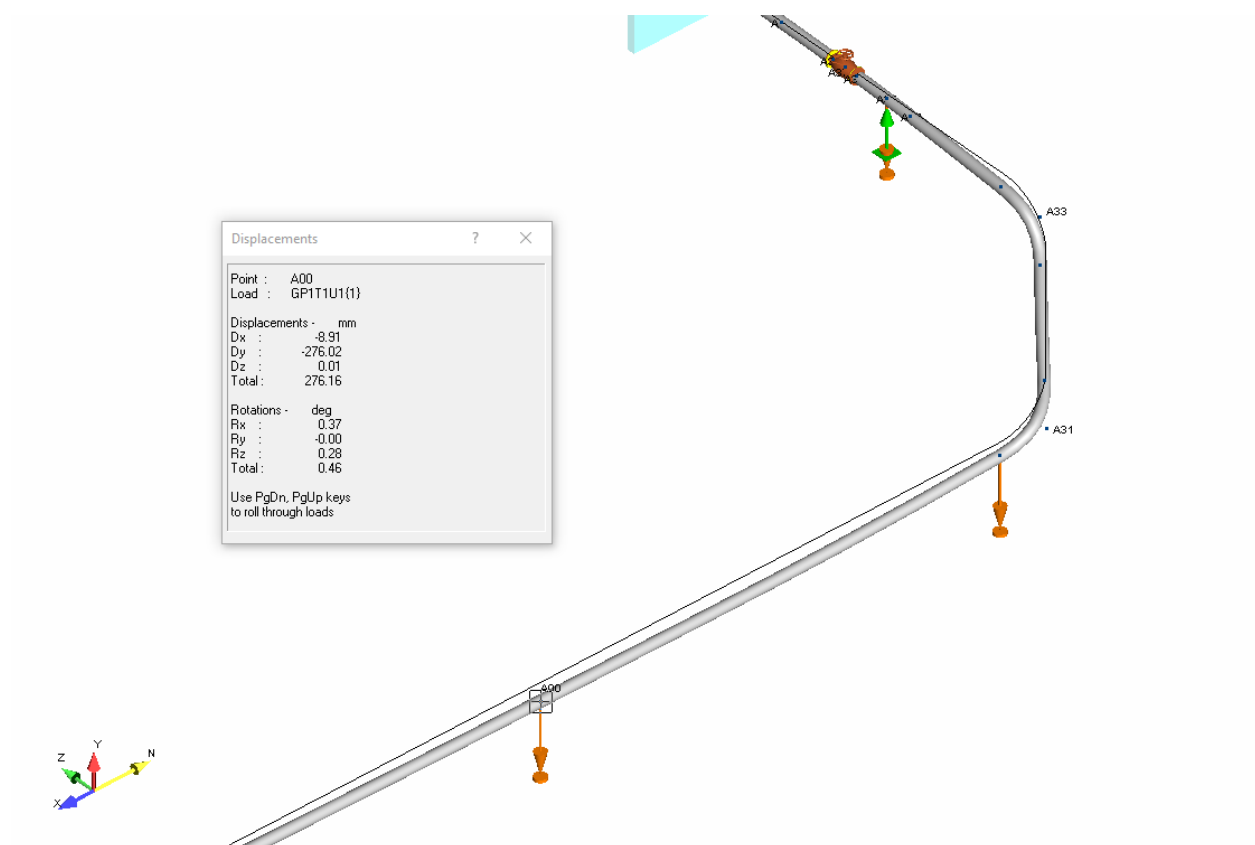 A33
Displacements ? ×
Point : A00
Load : GP1T1U1{1}
Displacements - mm
Dx : -8.91
Dy : -276.02
Dz : 0.01
Total : 276.16
Rotations - deg
Rx : 0.37
Ry : -0.00
Rz : 0.28
Total : 0.46
Use PgDn, PgUp keys
to roll through loads
A31
Y
Z
N
X